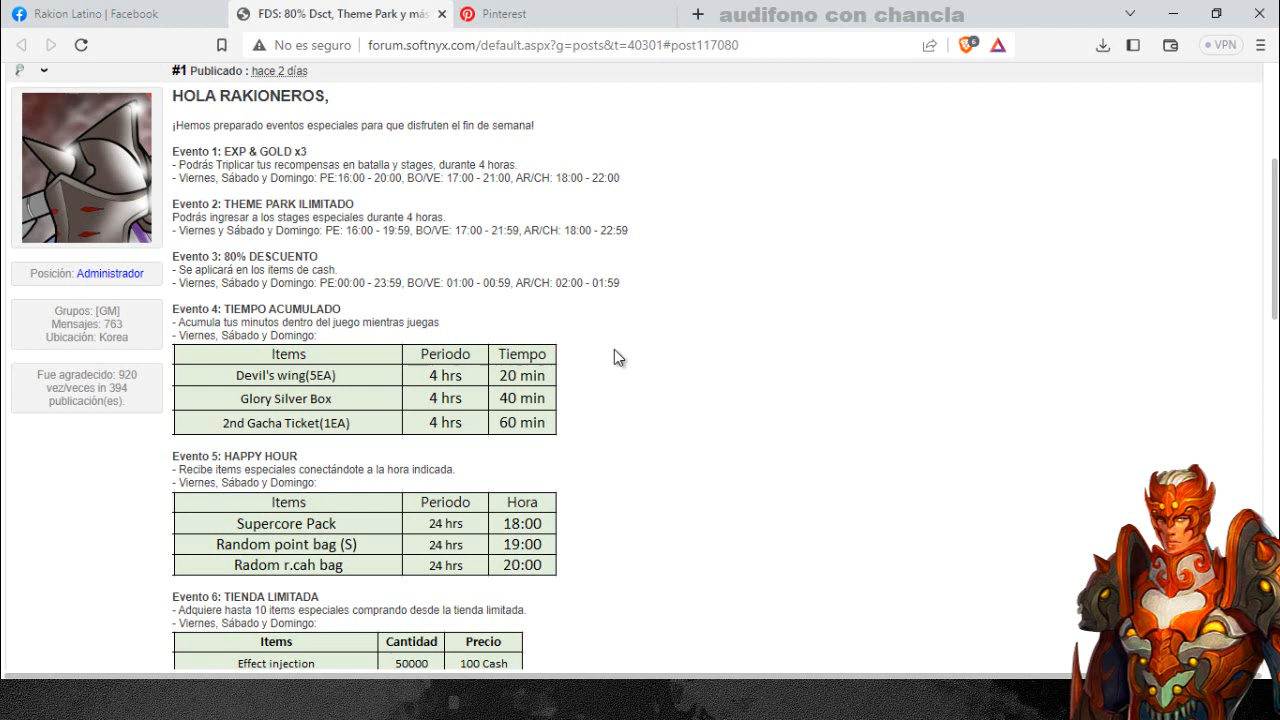 Rakion Latino | Facebook
FDS: 80% Dsct, Theme Park y más
Pinterest
audifono con chancla
No es seguro
forum.softnyx.com/default.aspx?g=posts&t=40301#post117080
6
VPN
#1 Publicado : hace 2 días
HOLA RAKIONEROS,
¡Hemos preparado eventos especiales para que disfruten el fin de semana!
Evento 1: EXP & GOLD x3
- Podrás Triplicar tus recompensas en batalla y stages, durante 4 horas.
- Viernes, Sábado y Domingo: PE:16:00 - 20:00, BO/VE: 17:00 - 21:00, AR/CH: 18:00 - 22:00
Evento 2: THEME PARK ILIMITADO
Podrás ingresar a los stages especiales durante 4 horas.
- Viernes y Sábado y Domingo: PE: 16:00 - 19:59, BO/VE: 17:00 - 21:59, AR/CH: 18:00 - 22:59
Evento 3: 80% DESCUENTO
- Se aplicará en los items de cash.
- Viernes, Sábado y Domingo: PE:00:00 - 23:59, BO/VE: 01:00 - 00:59, AR/CH: 02:00 - 01:59
Evento 4: TIEMPO ACUMULADO
- Acumula tus minutos dentro del juego mientras juegas
- Viernes, Sábado y Domingo:
Items Periodo Tiempo
Devil's wing(5EA) 4 hrs 20 min
Glory Silver Box 4 hrs 40 min
2nd Gacha Ticket(1EA) 4 hrs 60 min
Evento 5: HAPPY HOUR
- Recibe items especiales conectándote a la hora indicada.
- Viernes, Sábado y Domingo:
Items Periodo Hora
Supercore Pack 24 hrs 18:00
Random point bag (S) 24 hrs 19:00
Radom r.cah bag 24 hrs 20:00
Evento 6: TIENDA LIMITADA
- Adquiere hasta 10 items especiales comprando desde la tienda limitada.
- Viernes, Sábado y Domingo:
Items Cantidad Precio
Effect injection 50000 100 Cash
Posición: Administrador
Grupos: [GM]
Mensajes: 763
Ubicación: Korea
Fue agradecido: 920
vez/veces in 394
publicación(es).